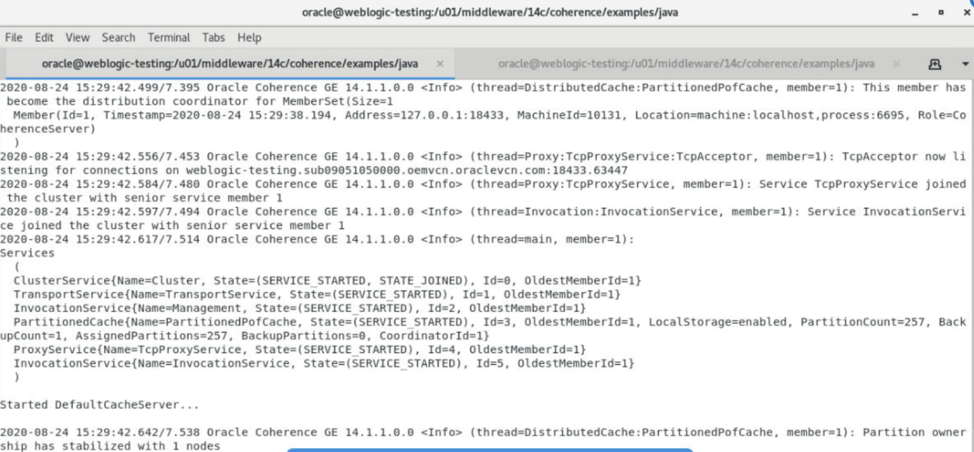 oracle@weblogic-testing:/u01/middleware/14c/coherence/examples/java
File Edit View Search Terminal Tabs Help
oracle@weblogic-testing:/u01/middleware/14c/coherence/examples/java × oracle@weblogic-testing:/u01/middleware/14c/coherence/examples/java ×
2020-08-24 15:29:42.499/7.395 Oracle Coherence GE 14.1.1.0.0 <Info> (thread=DistributedCache:PartitionedPofCache, member=1): This member has
 become the distribution coordinator for MemberSet(Size=1
  Member(Id=1, Timestamp=2020-08-24 15:29:38.194, Address=127.0.0.1:18433, MachineId=10131, Location=machine:localhost,process:6695, Role=Co
herenceServer)
  )
2020-08-24 15:29:42.556/7.453 Oracle Coherence GE 14.1.1.0.0 <Info> (thread=Proxy:TcpProxyService:TcpAcceptor, member=1): TcpAcceptor now li
stening for connections on weblogic-testing.sub09051050000.oemvcn.oraclevcn.com:18433.63447
2020-08-24 15:29:42.584/7.480 Oracle Coherence GE 14.1.1.0.0 <Info> (thread=Proxy:TcpProxyService, member=1): Service TcpProxyService joined
 the cluster with senior service member 1
2020-08-24 15:29:42.597/7.494 Oracle Coherence GE 14.1.1.0.0 <Info> (thread=Invocation:InvocationService, member=1): Service InvocationServi
ce joined the cluster with senior service member 1
2020-08-24 15:29:42.617/7.514 Oracle Coherence GE 14.1.1.0.0 <Info> (thread=main, member=1):
Services
  (
  ClusterService{Name=Cluster, State=(SERVICE_STARTED, STATE_JOINED), Id=0, OldestMemberId=1}
  TransportService{Name=TransportService, State=(SERVICE_STARTED), Id=1, OldestMemberId=1}
  InvocationService{Name=Management, State=(SERVICE_STARTED), Id=2, OldestMemberId=1}
  PartitionedCache{Name=PartitionedPofCache, State=(SERVICE_STARTED), Id=3, OldestMemberId=1, LocalStorage=enabled, PartitionCount=257, Back
upCount=1, AssignedPartitions=257, BackupPartitions=0, CoordinatorId=1}
  ProxyService{Name=TcpProxyService, State=(SERVICE_STARTED), Id=4, OldestMemberId=1}
  InvocationService{Name=InvocationService, State=(SERVICE_STARTED), Id=5, OldestMemberId=1}
  )
Started DefaultCacheServer...
2020-08-24 15:29:42.642/7.538 Oracle Coherence GE 14.1.1.0.0 <Info> (thread=DistributedCache:PartitionedPofCache, member=1): Partition owner
ship has stabilized with 1 nodes